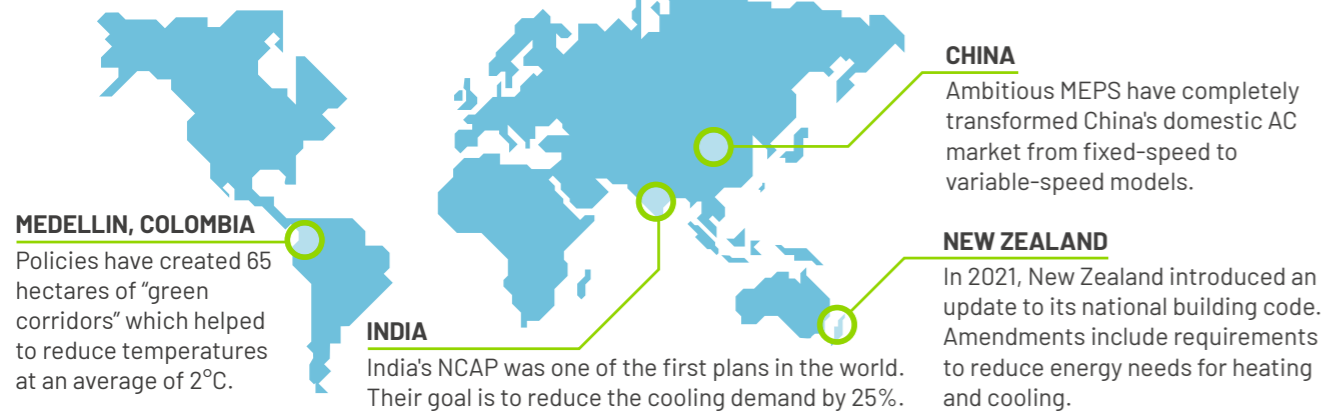 CHINA
Ambitious MEPS have completely
transformed China's domestic AC
market from fixed-speed to
variable-speed models.
MEDELLIN, COLOMBIA
Policies have created 65
hectares of “green
corridors” which helped
to reduce temperatures
at an average of 2°C.
INDIA
India's NCAP was one of the first plans in the world.
Their goal is to reduce the cooling demand by 25%.
NEW ZEALAND
In 2021, New Zealand introduced an
update to its national building code.
Amendments include requirements
to reduce energy needs for heating
and cooling.